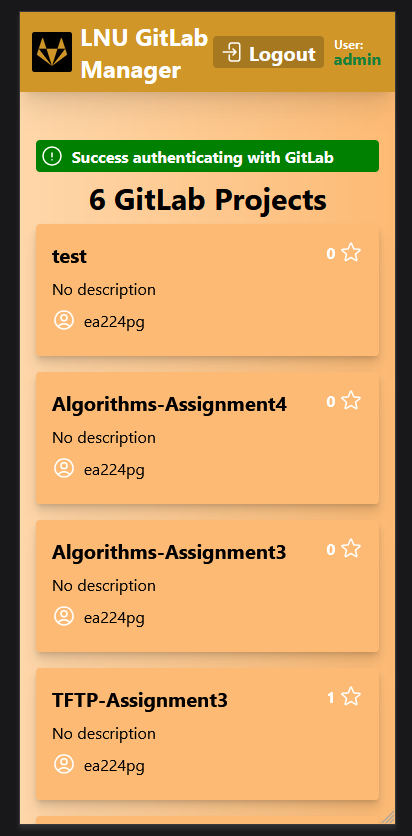 LNU GitLab
Manager
Logout
User:
admin
Success authenticating with GitLab
6 GitLab Projects
test
0
No description
ea224pg
Algorithms-Assignment4
0
No description
ea224pg
Algorithms-Assignment3
0
No description
ea224pg
TFTP-Assignment3
1
No description
ea224pg